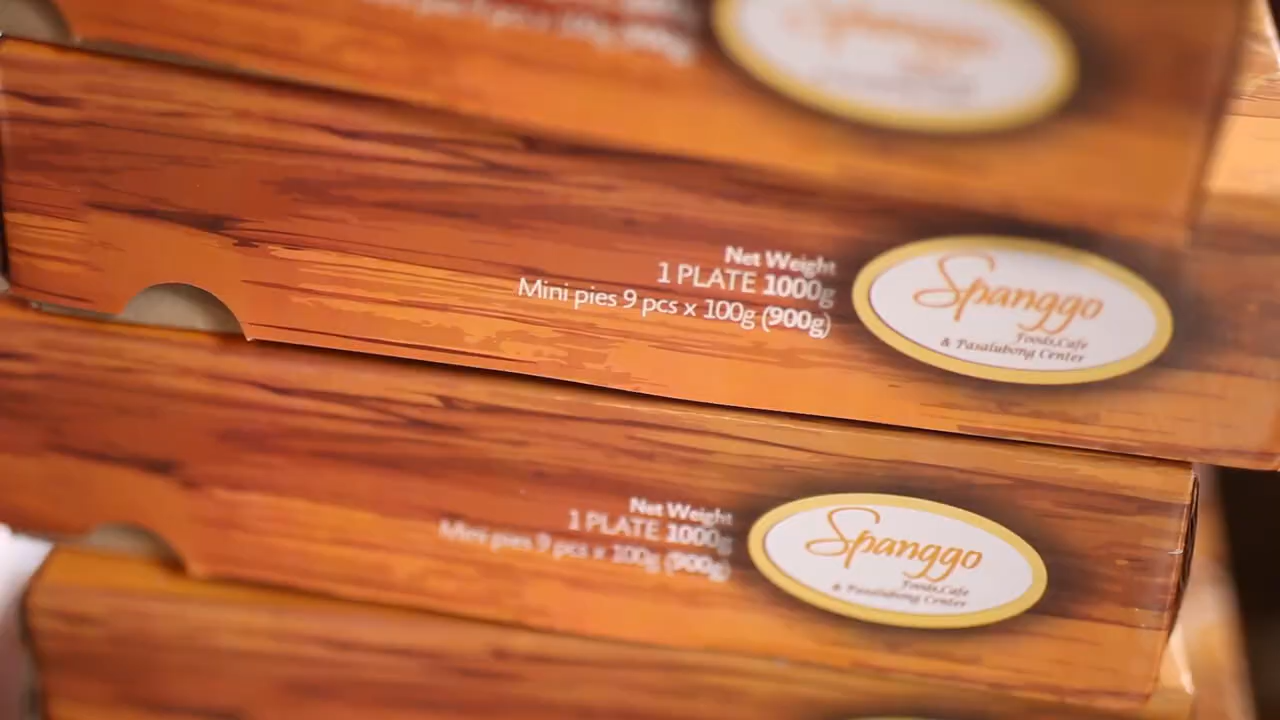 Spanggo
Net Weight
1 PLATE 1000g
Mini pies 9 pcs x 100g (900g)
Spanggo
Foods,Cafe
& Pasalubong Center
Net Weight
1 PLATE 1000g
Mini pies 9 pcs x 100g (900g)
Spanggo
Foods,Cafe
& Pasalubong Center